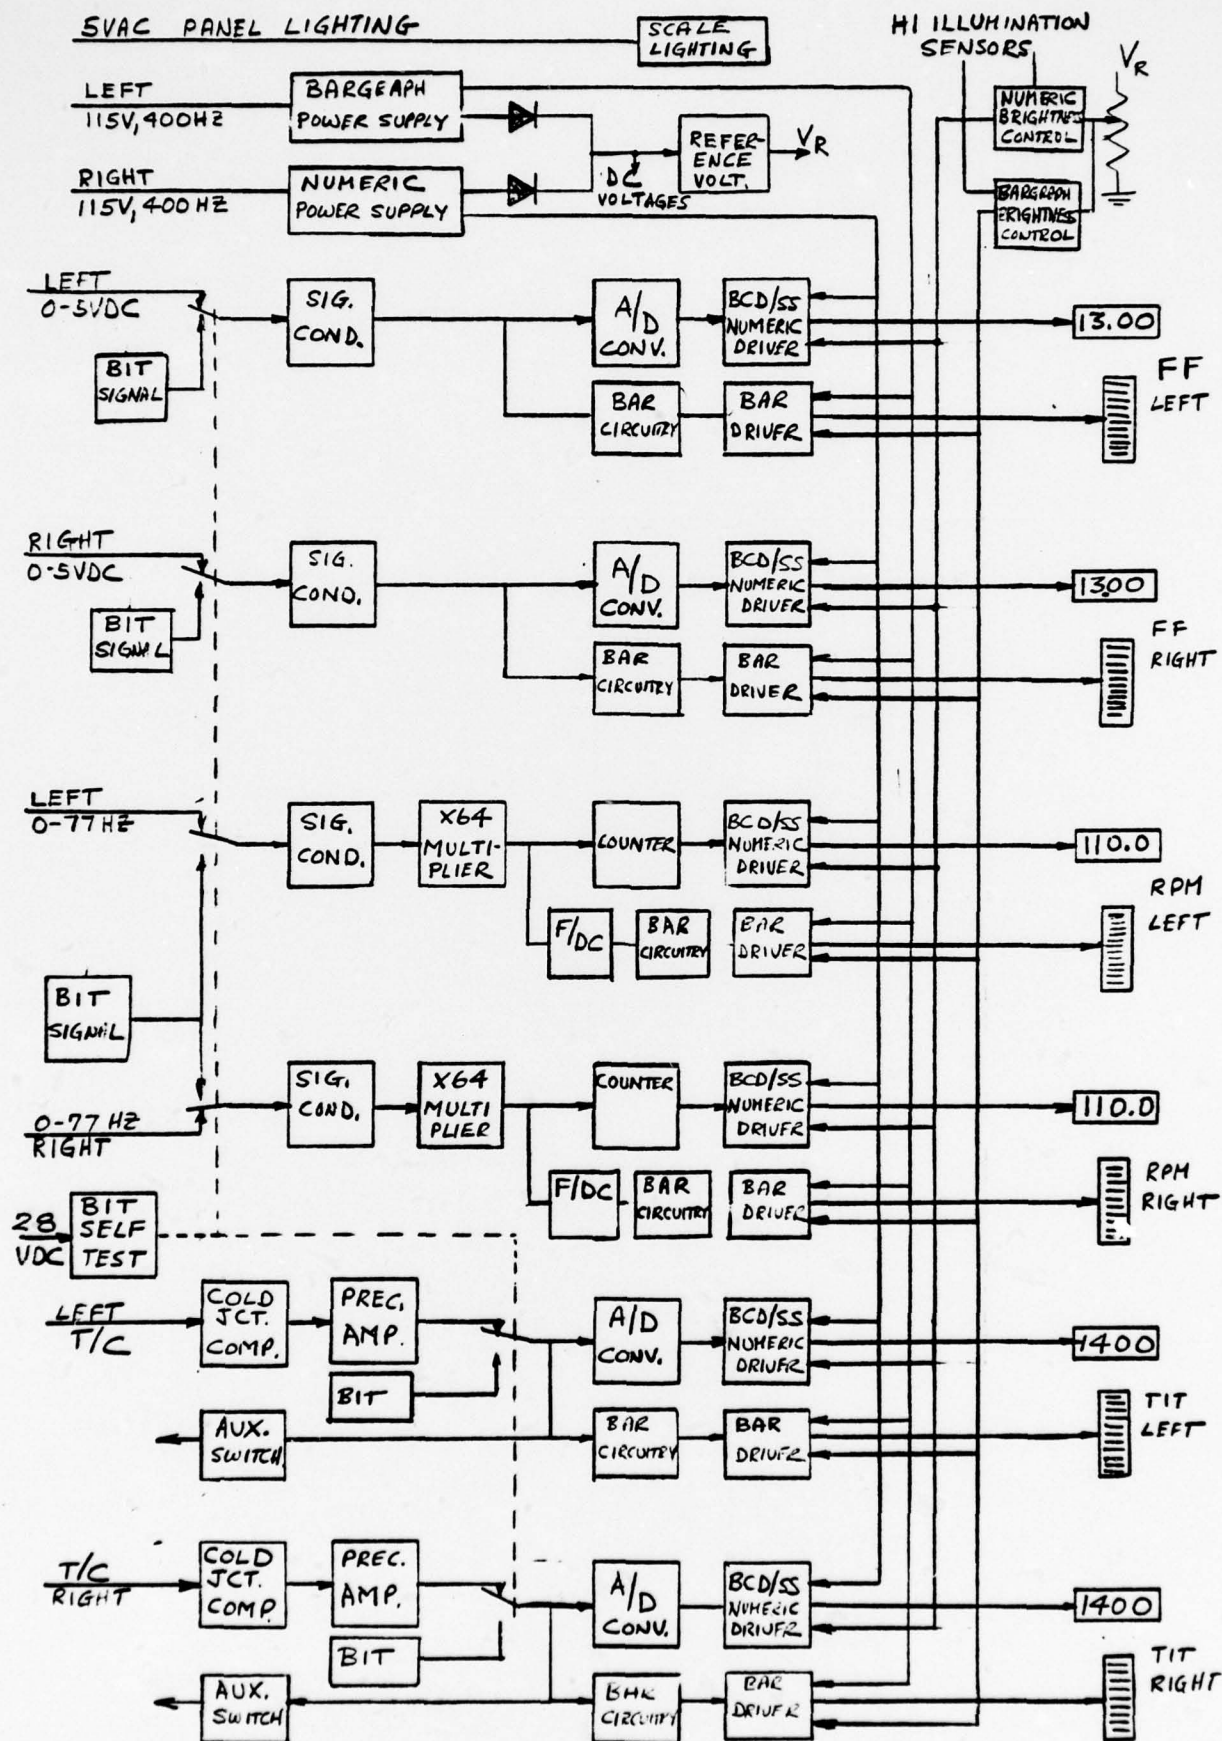 5VAC PANEL LIGHTING
SCALE
LIGHTING
HI ILLUMINATION
SENSORS
VR
LEFT
115V, 400HZ
BARGEAPH
POWER SUPPLY
NUMERIC
BRIGHTNES
CONTROL
REFER-
ENCE
VOLT.
VR
DC
VOLTAGES
RIGHT
115V, 400 HZ
NUMERIC
POWER SUPPLY
BARGRAPH
BRIGHTNES
CONTROL
LEFT
0-5VDC
BIT
SIGNAL
SIG.
COND.
A/D
CONV.
BCD/SS
NUMERIC
DRIVER
13.00
BAR
CIRCUITRY
BAR
DRIVER
FF
LEFT
RIGHT
0-5VDC
BIT
SIGNAL
SIG.
COND.
A/D
CONV.
BCD/SS
NUMERIC
DRIVER
13.00
BAR
CIRCUITRY
BAR
DRIVER
FF
RIGHT
LEFT
0-77HZ
SIG.
COND.
X64
MULTI-
PLIER
COUNTER
BCD/SS
NUMERIC
DRIVER
110.0
F/DC
BAR
CIRCUITRY
BAR
DRIVER
RPM
LEFT
BIT
SIGNAL
0-77 HZ
RIGHT
SIG.
COND.
X64
MULTI
PLIER
COUNTER
BCD/SS
NUMERIC
DRIVER
110.0
F/DC
BAR
CIRCUITRY
BAR
DRIVER
RPM
RIGHT
28
VDC
BIT
SELF
TEST
LEFT
T/C
COLD
JCT.
COMP.
PREC.
AMP.
BIT
A/D
CONV.
BCD/SS
NUMERIC
DRIVER
1400
AUX.
SWITCH
BAR
CIRCUITRY
BAR
DRIVER
TIT
LEFT
T/C
RIGHT
COLD
JCT.
COMP.
PREC.
AMP.
BIT
A/D
CONV.
BCD/SS
NUMERIC
DRIVER
1400
AUX.
SWITCH
BAR
CIRCUITRY
BAR
DRIVER
TIT
RIGHT